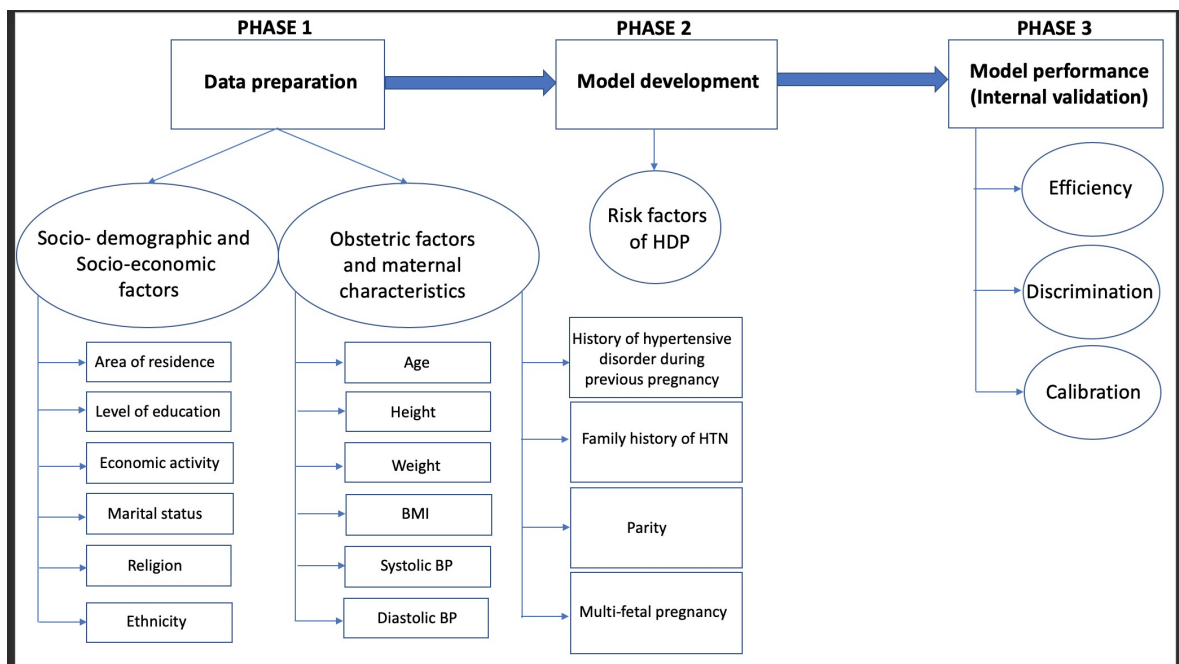 PHASE 1
PHASE 2
PHASE 3
Data preparation
Model development
Model performance
(Internal validation)
Socio- demographic and
Socio-economic
factors
Obstetric factors
and maternal
characteristics
Risk factors
of HDP
Efficiency
Discrimination
Calibration
Area of residence
Level of education
Economic activity
Marital status
Religion
Ethnicity
Age
Height
Weight
BMI
Systolic BP
Diastolic BP
History of hypertensive
disorder during
previous pregnancy
Family history of HTN
Parity
Multi-fetal pregnancy